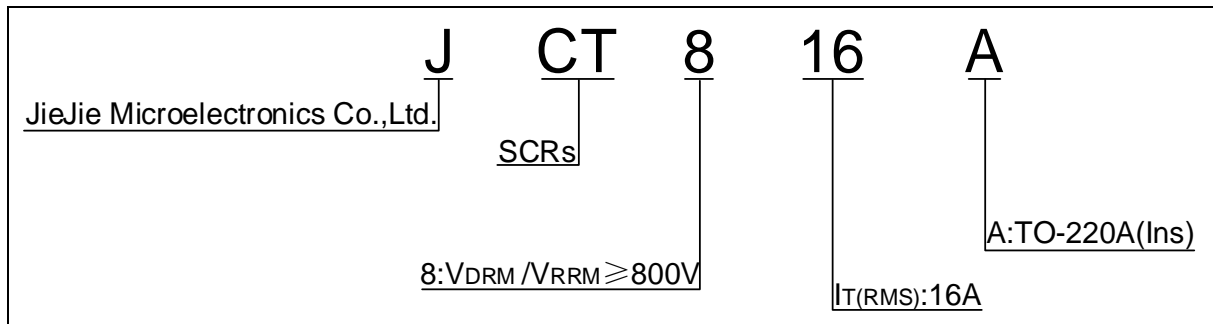 J CT 8 16 A
JieJie Microelectronics Co.,Ltd.
SCRs
A:TO-220A(Ins)
8:VDRM /VRRM≥800V
IT(RMS):16A